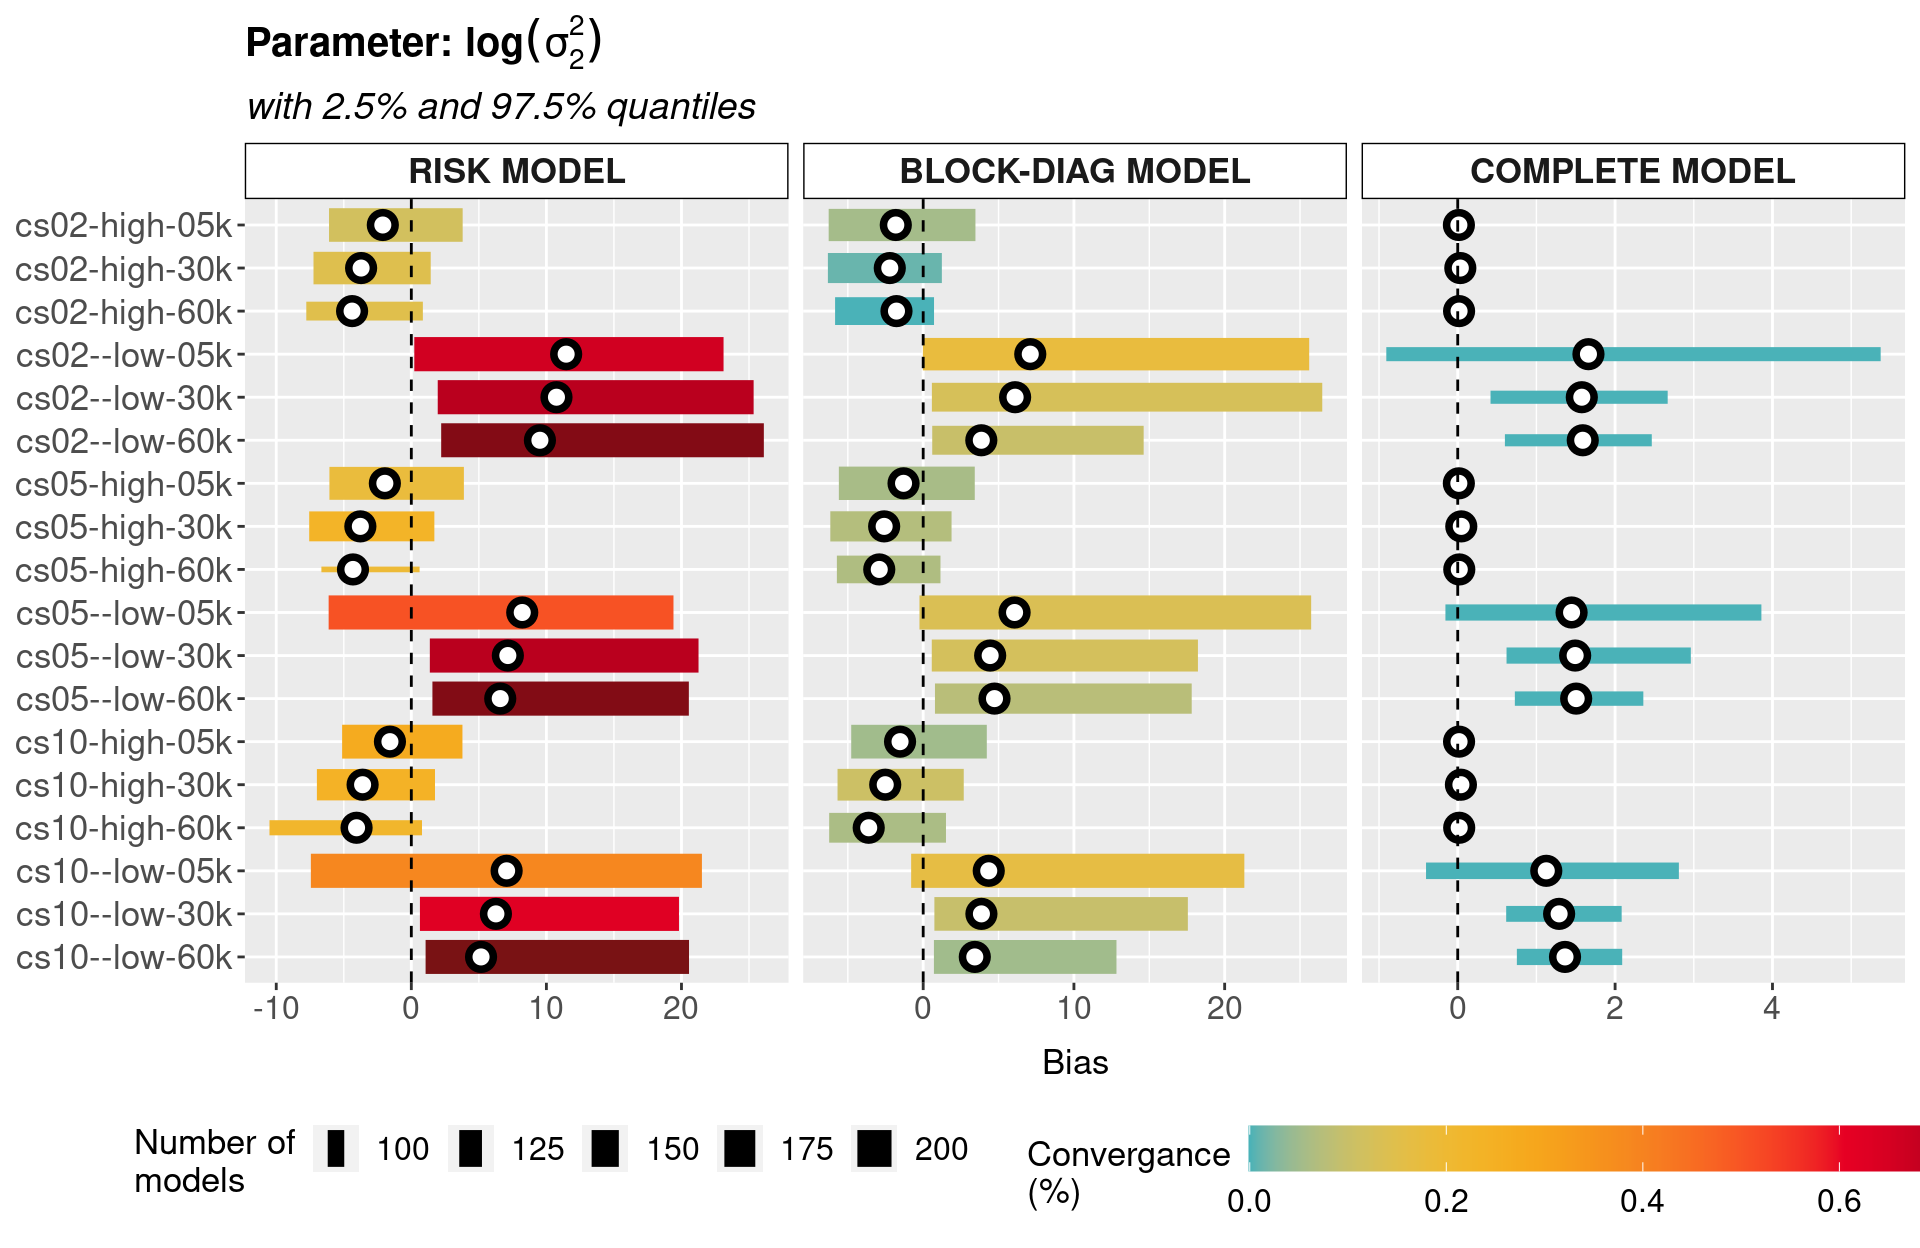 Parameter: log(σ₂²)
with 2.5% and 97.5% quantiles
RISK MODEL BLOCK-DIAG MODEL COMPLETE MODEL
cs02-high-05k
cs02-high-30k
cs02-high-60k
cs02--low-05k
cs02--low-30k
cs02--low-60k
cs05-high-05k
cs05-high-30k
cs05-high-60k
cs05--low-05k
cs05--low-30k
cs05--low-60k
cs10-high-05k
cs10-high-30k
cs10-high-60k
cs10--low-05k
cs10--low-30k
cs10--low-60k
-10 0 10 20 0 10 20 0 2 4
Bias
Number of
models
100 125 150 175 200
Convergance
(%)
0.0 0.2 0.4 0.6